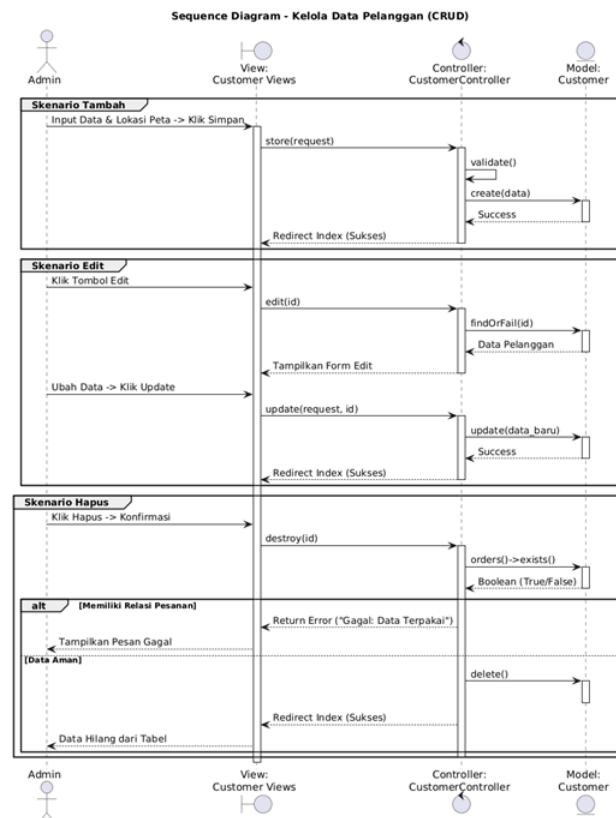 Sequence Diagram - Kelola Data Pelanggan (CRUD)
Admin
View:
Customer Views
Controller:
CustomerController
Model:
Customer
Skenario Tambah
Input Data & Lokasi Peta -> Klik Simpan
store(request)
validate()
create(data)
Success
Redirect Index (Sukses)
Skenario Edit
Klik Tombol Edit
edit(id)
findOrFail(id)
Data Pelanggan
Tampilkan Form Edit
Ubah Data -> Klik Update
update(request, id)
update(data_baru)
Success
Redirect Index (Sukses)
Skenario Hapus
Klik Hapus -> Konfirmasi
destroy(id)
orders()->exists()
Boolean (True/False)
alt [Memiliki Relasi Pesanan]
Return Error ("Gagal: Data Terpakai")
Tampilkan Pesan Gagal
[Data Aman]
delete()
Redirect Index (Sukses)
Data Hilang dari Tabel
Admin
View:
Customer Views
Controller:
CustomerController
Model:
Customer